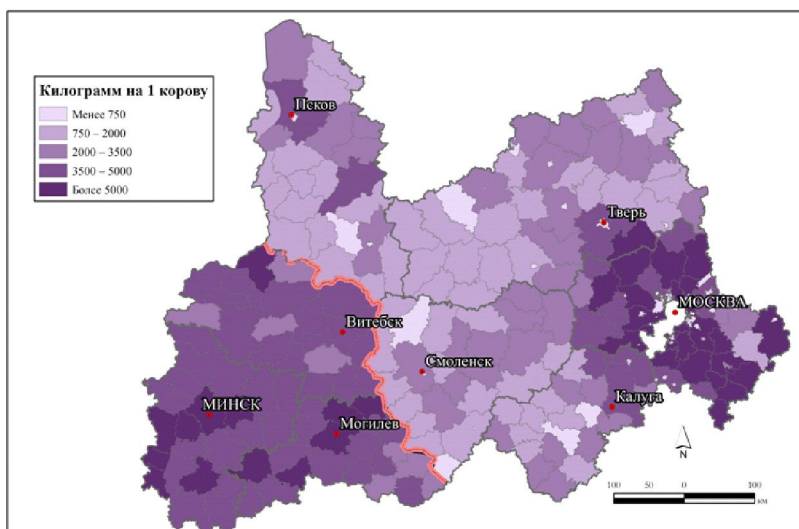 Килограмм на 1 корову
Менее 750
750 – 2000
2000 – 3500
3500 – 5000
Более 5000
Псков
Тверь
МОСКВА
Витебск
Смоленск
МИНСК
Калуга
Могилев
N
100 50 0 100
км